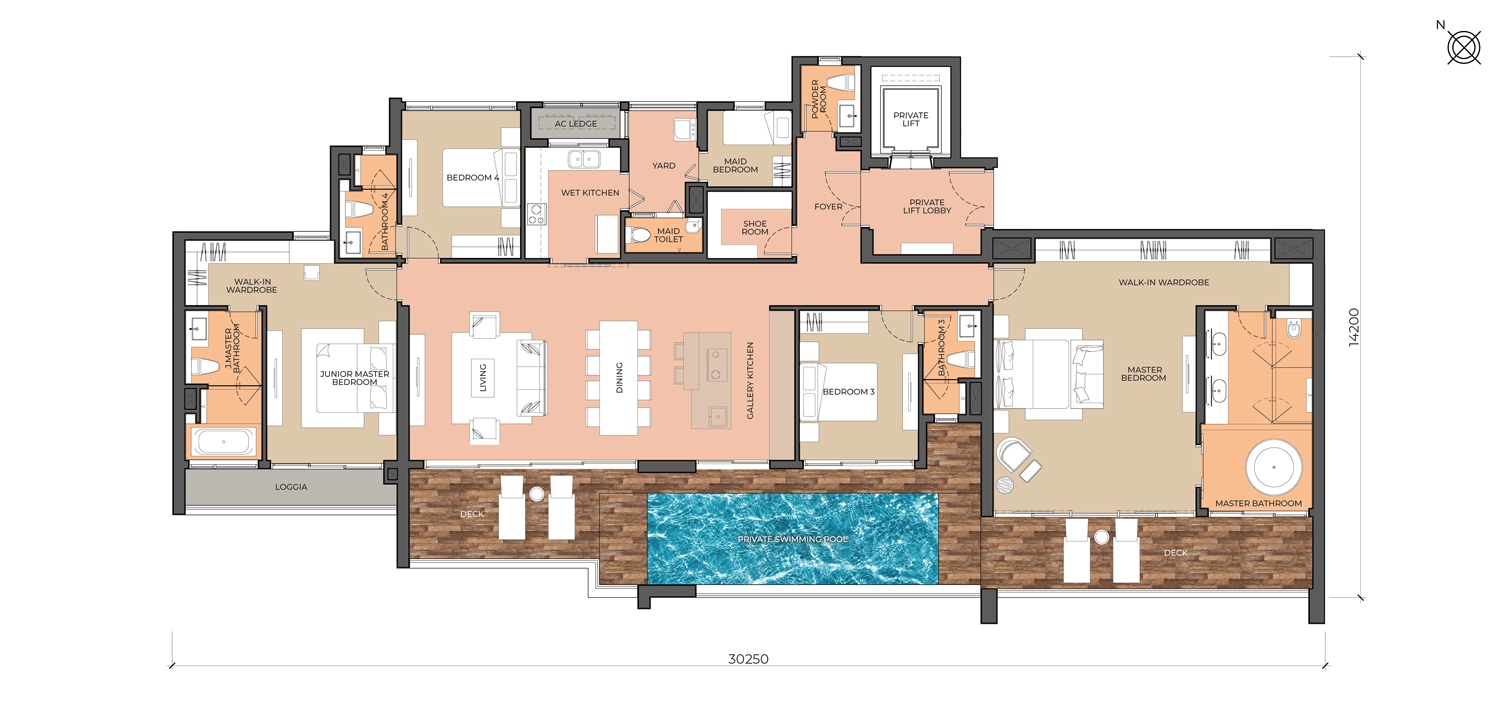 N
POWDER
ROOM
PRIVATE
LIFT
AC LEDGE
YARD
MAID
BEDROOM
BEDROOM 4
WET KITCHEN
BATHROOM 4
FOYER
PRIVATE
LIFT LOBBY
SHOE
ROOM
MAID
TOILET
WALK-IN
WARDROBE
WALK-IN WARDROBE
J.MASTER
BATHROOM
JUNIOR MASTER
BEDROOM
LIVING
DINING
GALLERY KITCHEN
BEDROOM 3
BATHROOM 3
MASTER
BEDROOM
14200
LOGGIA
DECK
PRIVATE SWIMMING POOL
MASTER BATHROOM
DECK
30250